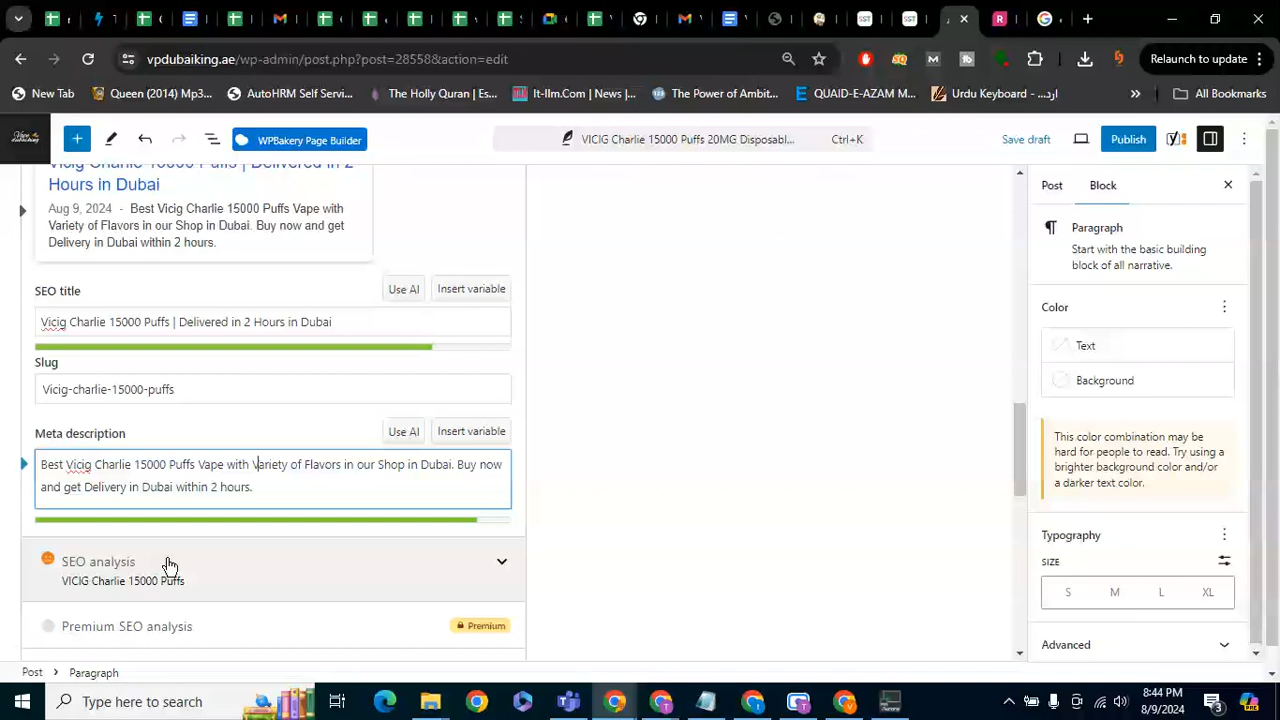 vpdubaiking.ae/wp-admin/post.php?post=28558&action=edit
Relaunch to update
New Tab
Queen (2014) Mp3...
AutoHRM Self Servi...
The Holly Quran | Es...
It-llm.Com | News |...
The Power of Ambit...
QUAID-E-AZAM M...
Urdu Keyboard - اردو...
All Bookmarks
WPBakery Page Builder
VICIG Charlie 15000 Puffs 20MG Disposabl...
Ctrl+K
Save draft
Publish
Vicig Charlie 15000 Puffs | Delivered in 2
Hours in Dubai
Aug 9, 2024 - Best Vicig Charlie 15000 Puffs Vape with
Variety of Flavors in our Shop in Dubai. Buy now and get
Delivery in Dubai within 2 hours.
SEO title
Use AI
Insert variable
Vicig Charlie 15000 Puffs | Delivered in 2 Hours in Dubai
Slug
Vicig-charlie-15000-puffs
Meta description
Use AI
Insert variable
Best Vicig Charlie 15000 Puffs Vape with Variety of Flavors in our Shop in Dubai. Buy now
and get Delivery in Dubai within 2 hours.
SEO analysis
VICIG Charlie 15000 Puffs
Premium SEO analysis
Premium
Post
Block
Paragraph
Start with the basic building
block of all narrative.
Color
Text
Background
This color combination may be
hard for people to read. Try using a
brighter background color and/or
a darker text color.
Typography
SIZE
S
M
L
XL
Advanced
Post
Paragraph
Type here to search
8:44 PM
8/9/2024
3